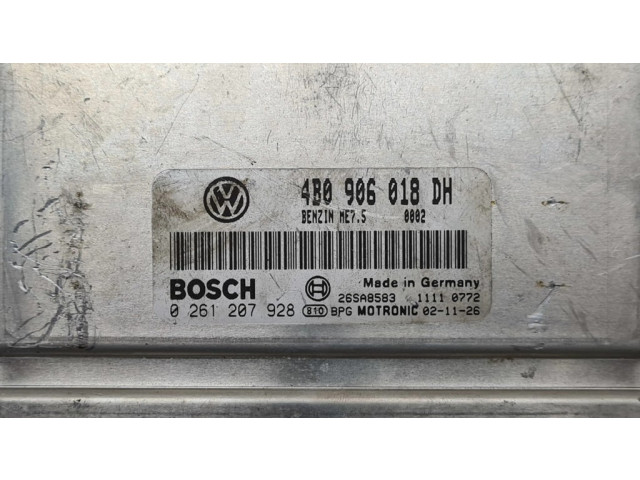 4B0 906 018 DH
BENZIN ME7.5 0002
BOSCH Made in Germany
26SA8583 1111 0772
0 261 207 928 810 BPG MOTRONIC 02-11-26